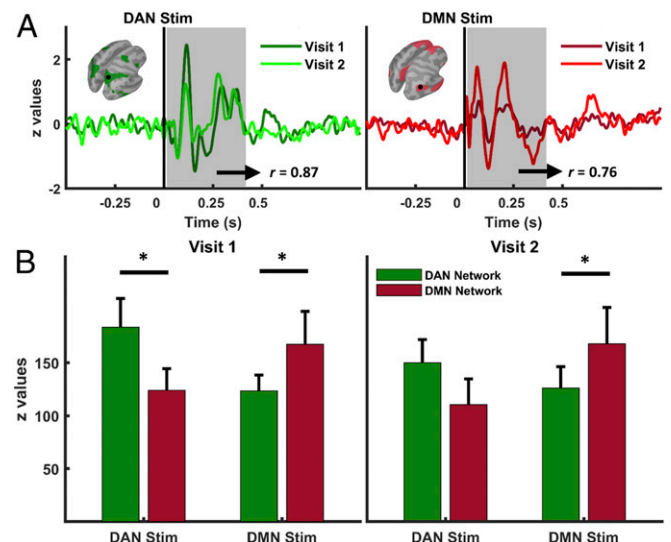 A
DAN Stim
DMN Stim
Visit 1
Visit 2
Visit 1
Visit 2
z values
2
0
-2
r = 0.87
r = 0.76
-0.25 0 0.25 0.5
-0.25 0 0.25 0.5
Time (s)
Time (s)
B
Visit 1
Visit 2
* * *
DAN Network
DMN Network
z values
150
100
50
DAN Stim DMN Stim
DAN Stim DMN Stim